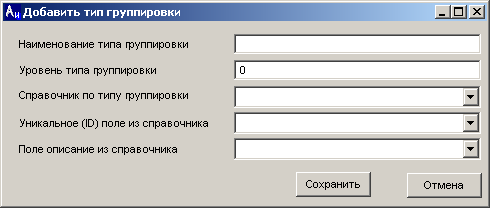 Aи Добавить тип группировки
Наименование типа группировки
Уровень типа группировки 0
Справочник по типу группировки
Уникальное (ID) поле из справочника
Поле описание из справочника
Сохранить Отмена